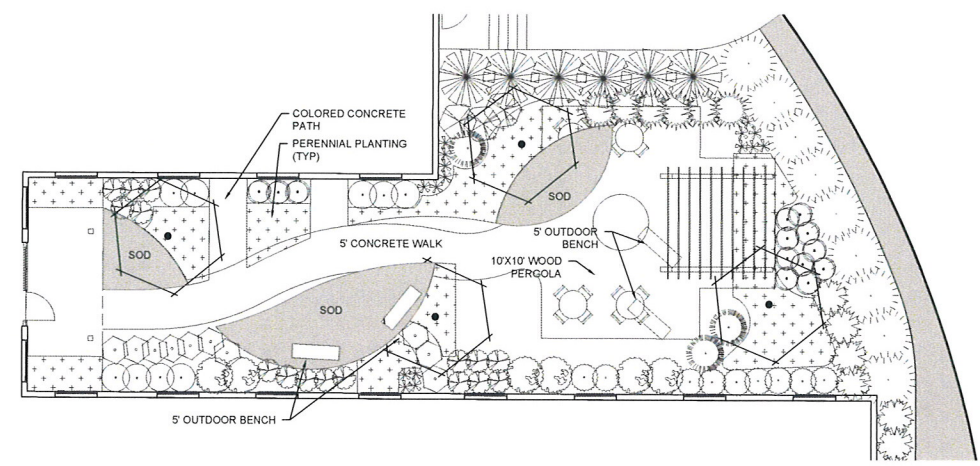 COLORED CONCRETE
PATH
PERENNIAL PLANTING
(TYP)
SOD
SOD
5' CONCRETE WALK
5' OUTDOOR
BENCH
10'X10' WOOD
PERGOLA
SOD
5' OUTDOOR BENCH